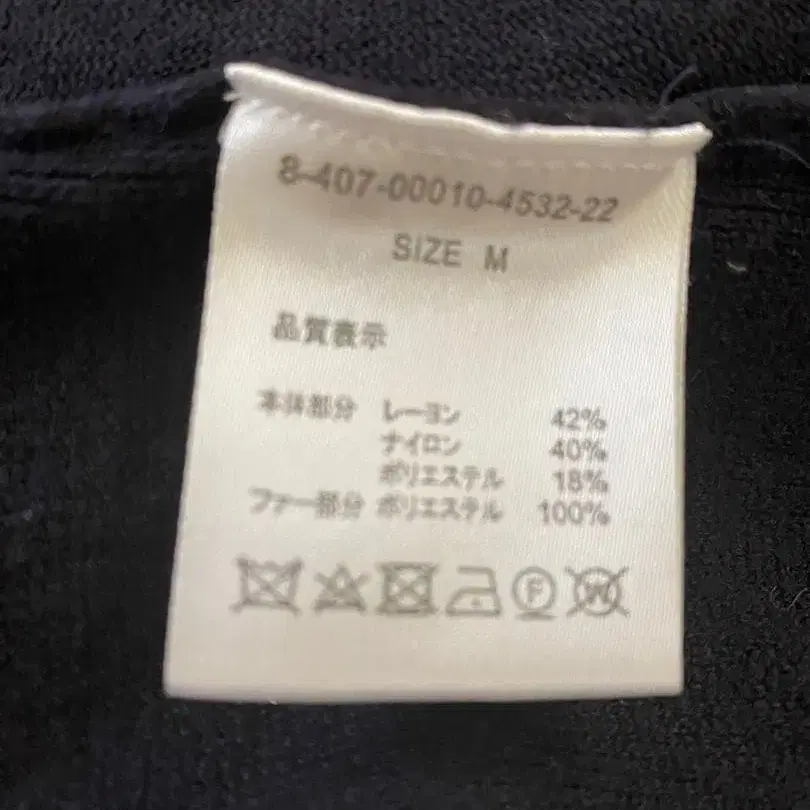 8-407-00010-4532-22
SIZE M
品質表示
本体部分 レーヨン 42%
ナイロン 40%
ポリエステル 18%
ファー部分 ポリエステル 100%
F W